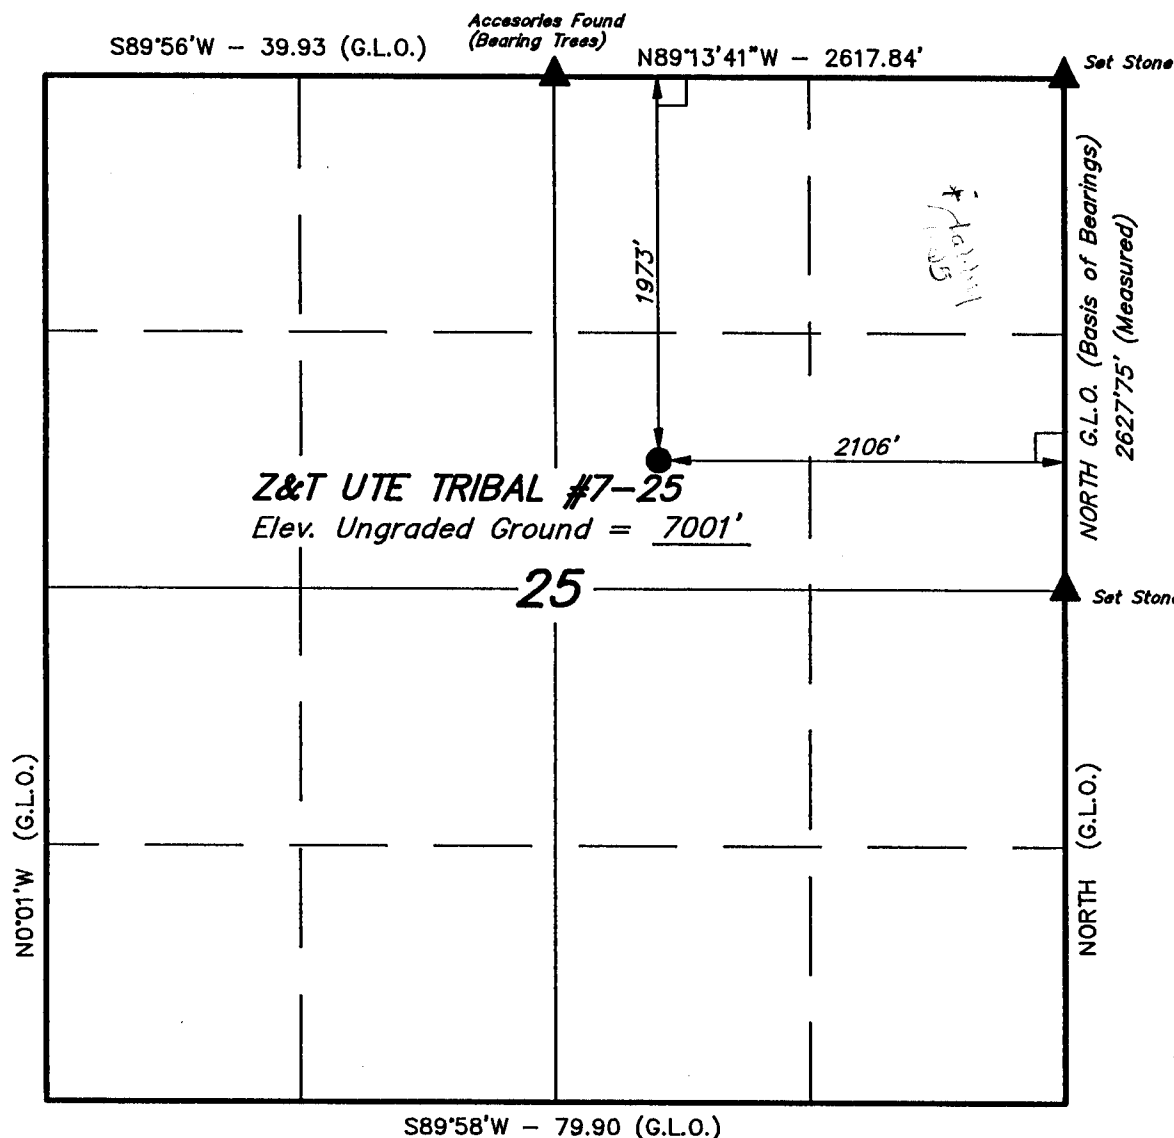 Accesories Found
(Bearing Trees)
S89°56'W - 39.93 (G.L.O.)
N89°13'41"W - 2617.84'
Set Stone
1973'
NORTH G.L.O. (Basis of Bearings)
2627'75' (Measured)
2106'
Z&T UTE TRIBAL #7-25
Elev. Ungraded Ground = 7001'
25
Set Stone
N0°01'W (G.L.O.)
NORTH (G.L.O.)
S89°58'W - 79.90 (G.L.O.)